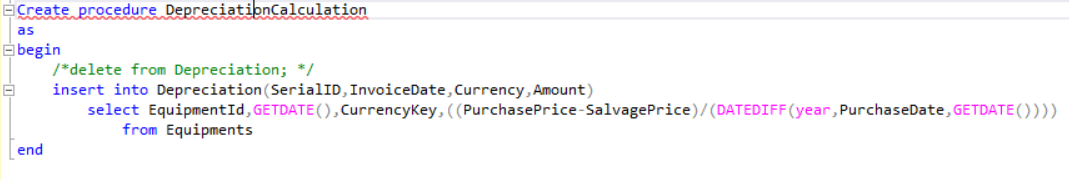 Create procedure DepreciationCalculation
as
begin
/*delete from Depreciation; */
insert into Depreciation(SerialID,InvoiceDate,Currency,Amount)
select EquipmentId,GETDATE(),CurrencyKey,((PurchasePrice-SalvagePrice)/(DATEDIFF(year,PurchaseDate,GETDATE())))
from Equipments
end